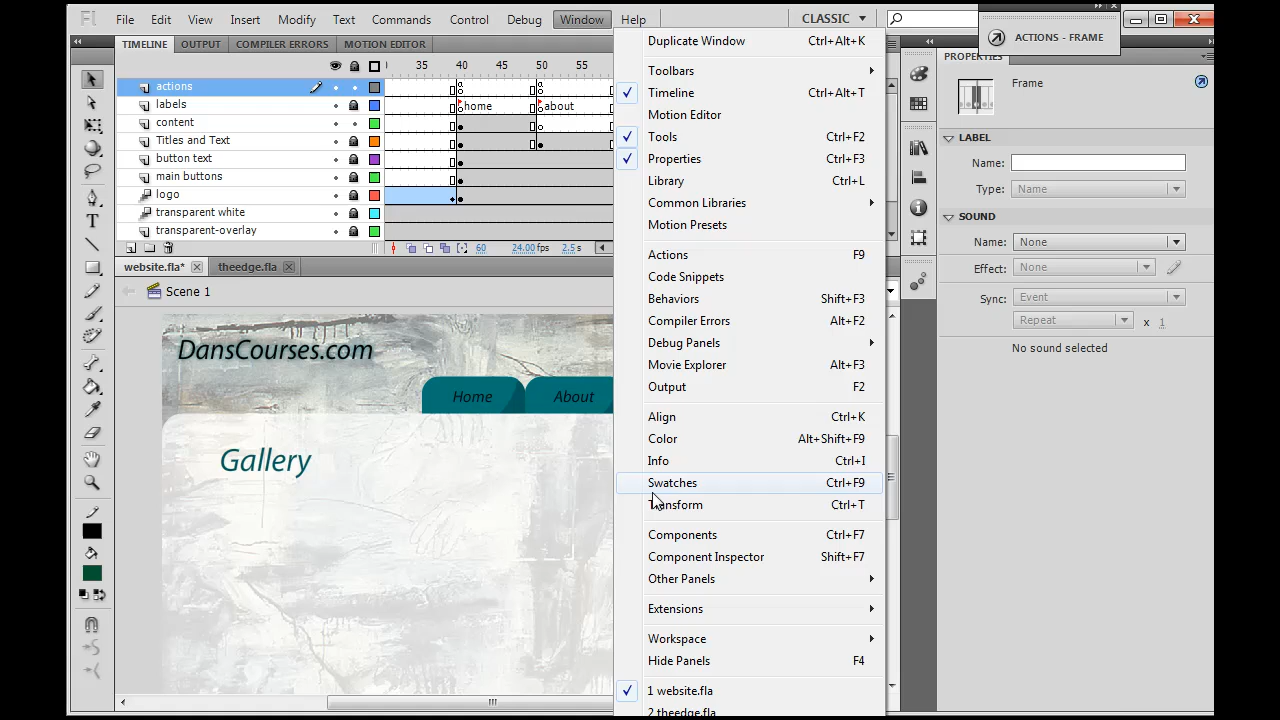 Fl File Edit View Insert Modify Text Commands Control Debug Window Help CLASSIC
ACTIONS - FRAME
TIMELINE OUTPUT COMPILER ERRORS MOTION EDITOR
35 40 45 50 55
actions
labels home about
content
Titles and Text
button text
main buttons
logo
transparent white
transparent-overlay
60 24.00 fps 2.5 s
website.fla* theedge.fla
Scene 1
DansCourses.com
Home About
Gallery
Duplicate Window Ctrl+Alt+K
Toolbars
Timeline Ctrl+Alt+T
Motion Editor
Tools Ctrl+F2
Properties Ctrl+F3
Library Ctrl+L
Common Libraries
Motion Presets
Actions F9
Code Snippets
Behaviors Shift+F3
Compiler Errors Alt+F2
Debug Panels
Movie Explorer Alt+F3
Output F2
Align Ctrl+K
Color Alt+Shift+F9
Info Ctrl+I
Swatches Ctrl+F9
Transform Ctrl+T
Components Ctrl+F7
Component Inspector Shift+F7
Other Panels
Extensions
Workspace
Hide Panels F4
1 website.fla
2 theedge.fla
PROPERTIES
Frame
LABEL
Name:
Type: Name
SOUND
Name: None
Effect: None
Sync: Event
Repeat x 1
No sound selected